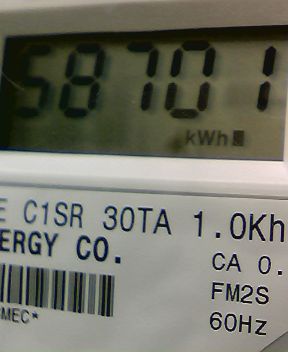 58701
kWh
E C1SR 30TA 1.0Kh
ERGY CO.
CA 0.
FM2S
MEC*
60Hz